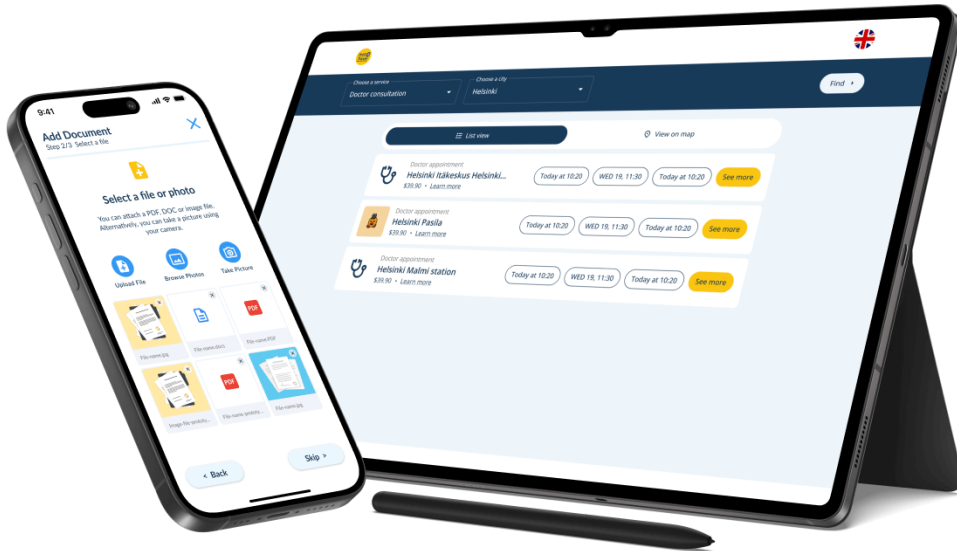 9:41
Add Document
Step 2/3 Select a file
Select a file or photo
You can attach a PDF, DOC or image file.
Alternatively, you can take a picture using
your camera.
Upload File
Browse Photos
Take Picture
PDF
File-name.jpg
File-name.docs
File-name.PDF
PDF
File-name.jpg
< Back
Skip >
Choose a service
Doctor consultation
Choose a city
Helsinki
Find
List view
View on map
Doctor appointment
Helsinki Itäkeskus Helsinki...
$39.90 • Learn more
Today at 10:20
WED 19, 11:30
Today at 10:20
See more
Doctor appointment
Helsinki Pasila
$39.90 • Learn more
Today at 10:20
WED 19, 11:30
Today at 10:20
See more
Doctor appointment
Helsinki Malmi station
$39.90 • Learn more
Today at 10:20
WED 19, 11:30
Today at 10:20
See more